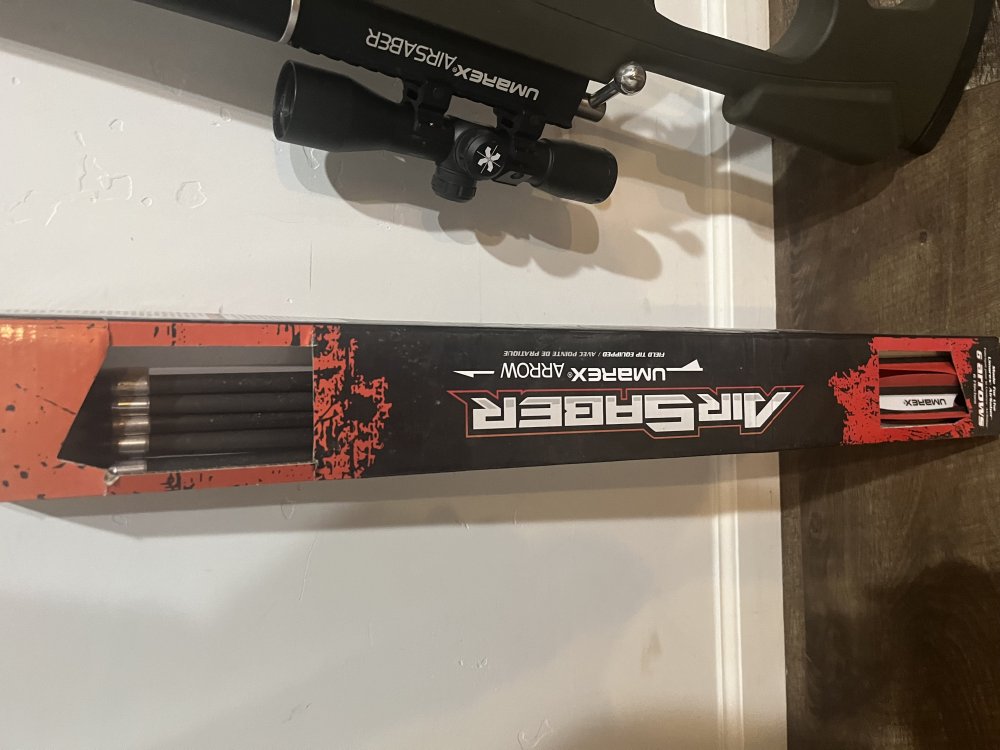 UMAREX® AIRSABER
AIRSABER
UMAREX® ARROW
FIELD TIP EQUIPPED / AVEC POINTE DE PRATIQUE
6 arrows
UMAREX®